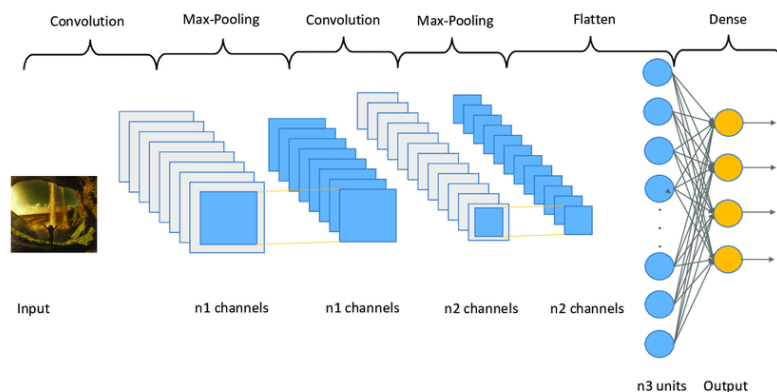 Convolution Max-Pooling Convolution Max-Pooling Flatten Dense
Input n1 channels n1 channels n2 channels n2 channels
n3 units Output